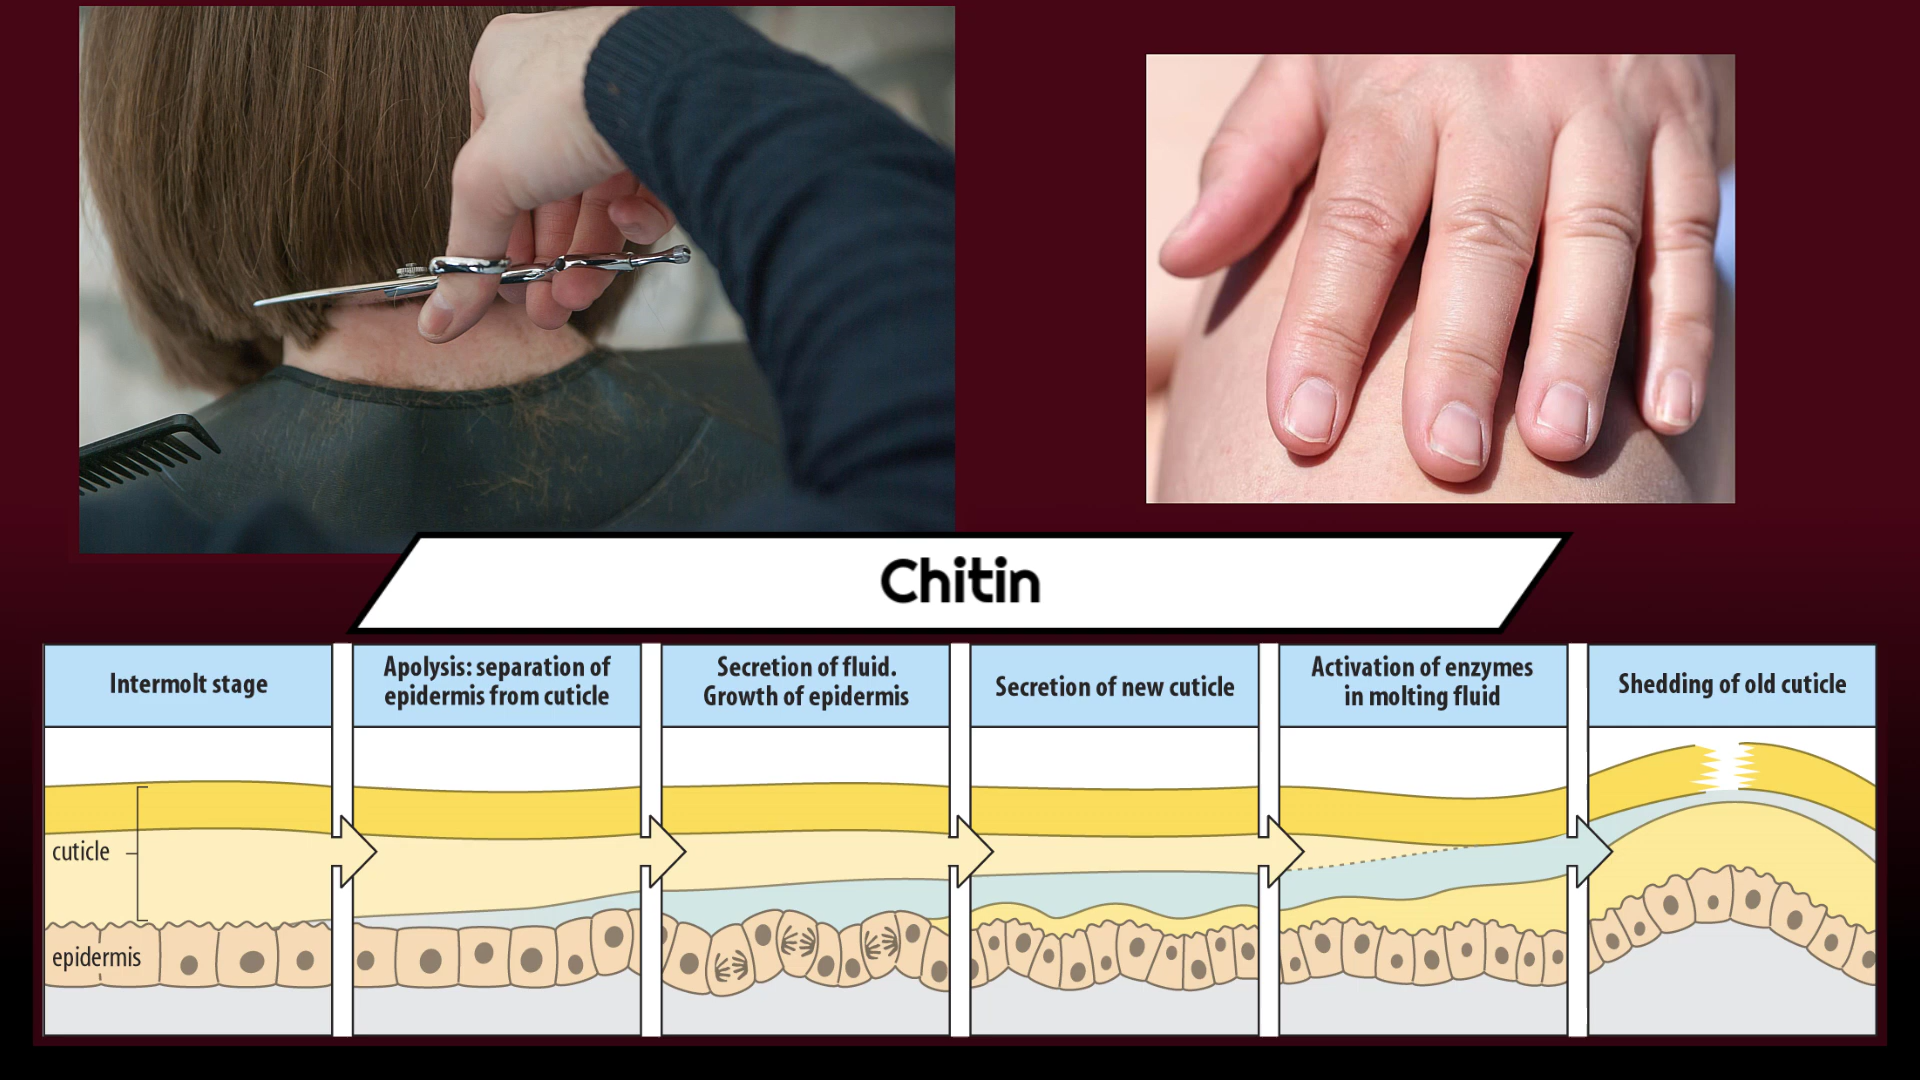 Chitin
Intermolt stage
Apolysis: separation of
epidermis from cuticle
Secretion of fluid.
Growth of epidermis
Secretion of new cuticle
Activation of enzymes
in molting fluid
Shedding of old cuticle
cuticle
epidermis